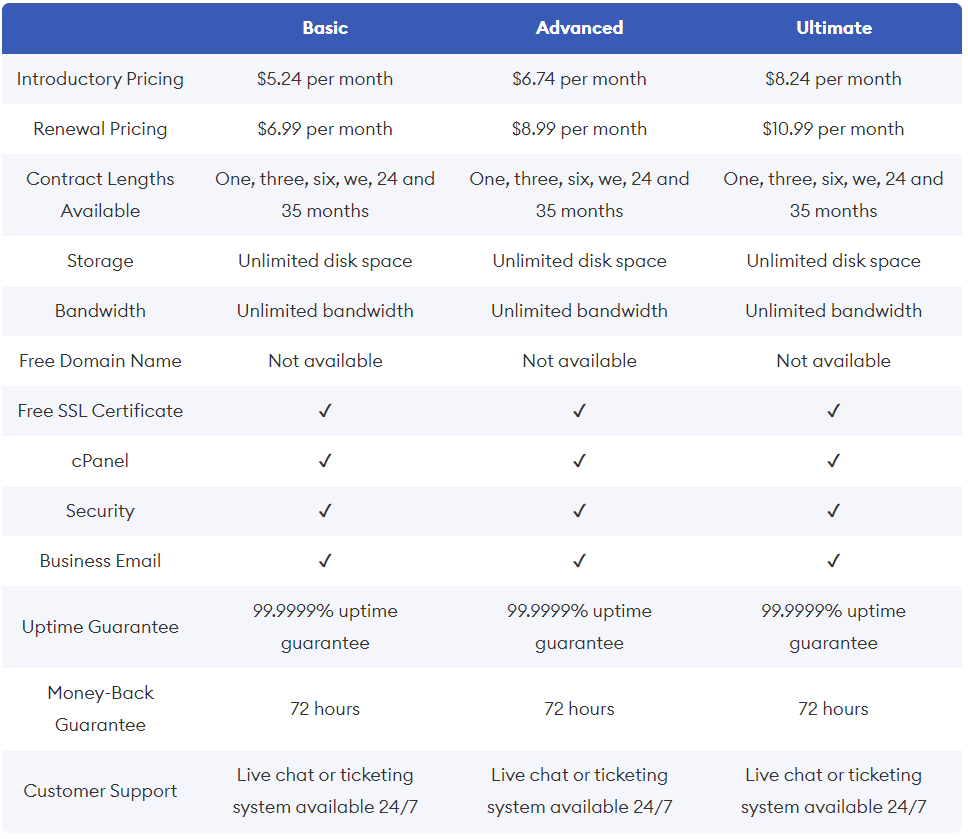 Basic Advanced Ultimate
Introductory Pricing $5.24 per month $6.74 per month $8.24 per month
Renewal Pricing $6.99 per month $8.99 per month $10.99 per month
Contract Lengths One, three, six, we, 24 and One, three, six, we, 24 and One, three, six, we, 24 and
Available 35 months 35 months 35 months
Storage Unlimited disk space Unlimited disk space Unlimited disk space
Bandwidth Unlimited bandwidth Unlimited bandwidth Unlimited bandwidth
Free Domain Name Not available Not available Not available
Free SSL Certificate ✓ ✓ ✓
cPanel ✓ ✓ ✓
Security ✓ ✓ ✓
Business Email ✓ ✓ ✓
Uptime Guarantee 99.9999% uptime 99.9999% uptime 99.9999% uptime
guarantee guarantee guarantee
Money-Back
Guarantee 72 hours 72 hours 72 hours
Customer Support Live chat or ticketing Live chat or ticketing Live chat or ticketing
system available 24/7 system available 24/7 system available 24/7